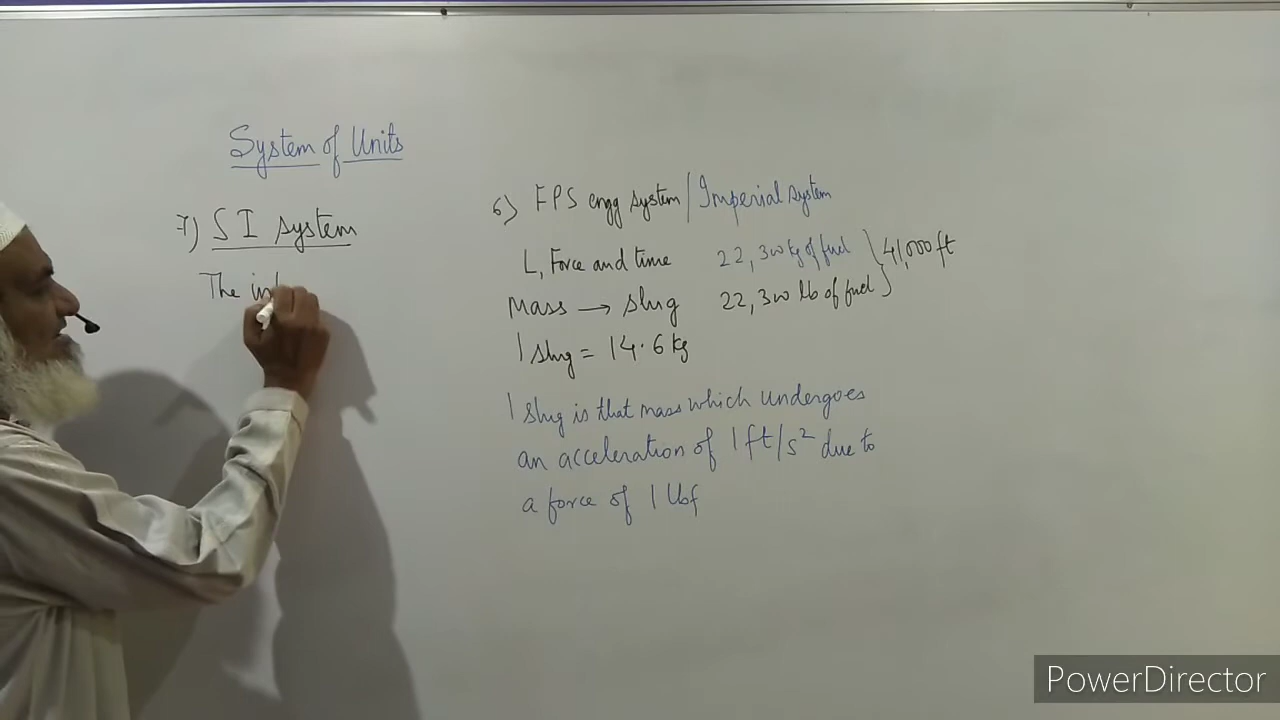 System of Units
7) SI system
The in
6) FPS engg system/Imperial system
L, Force and time 22,300 kg of fuel } 41,000 ft
Mass → slug 22,300 lb of fuel
1 slug = 14.6 kg
1 slug is that mass which undergoes
an acceleration of 1 ft/s² due to
a force of 1 lbf
PowerDirector